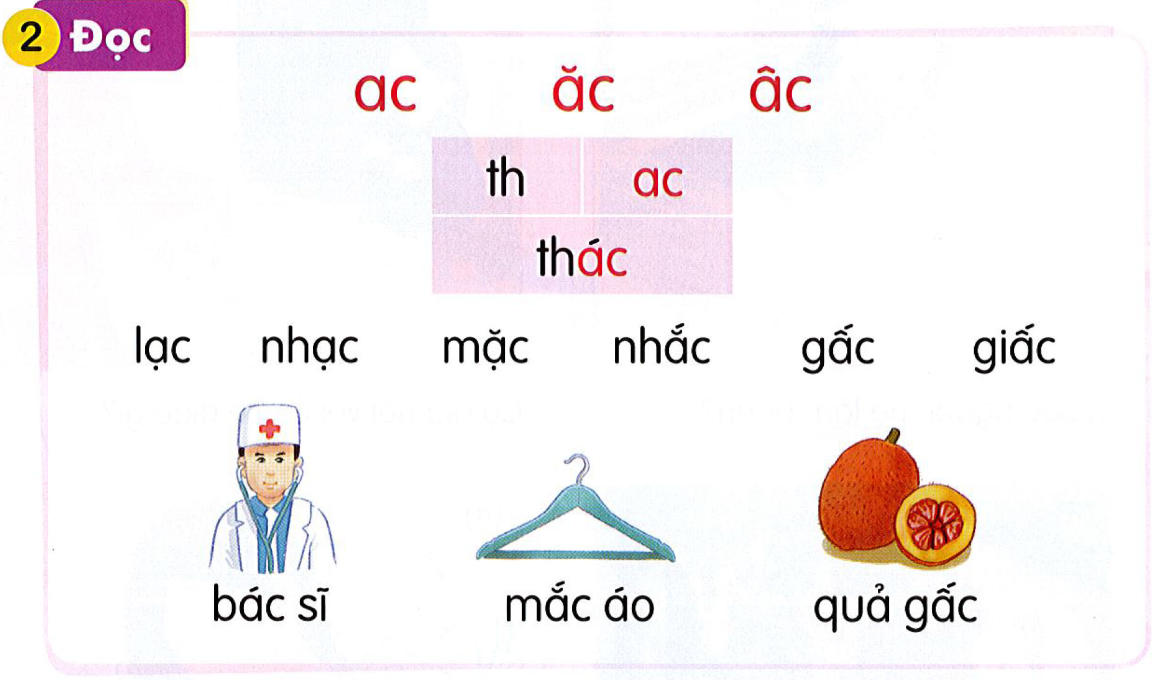 2 Đọc
ac ăc âc
th ac
thác
lạc nhạc mặc nhắc gấc giấc
bác sĩ mắc áo quả gấc